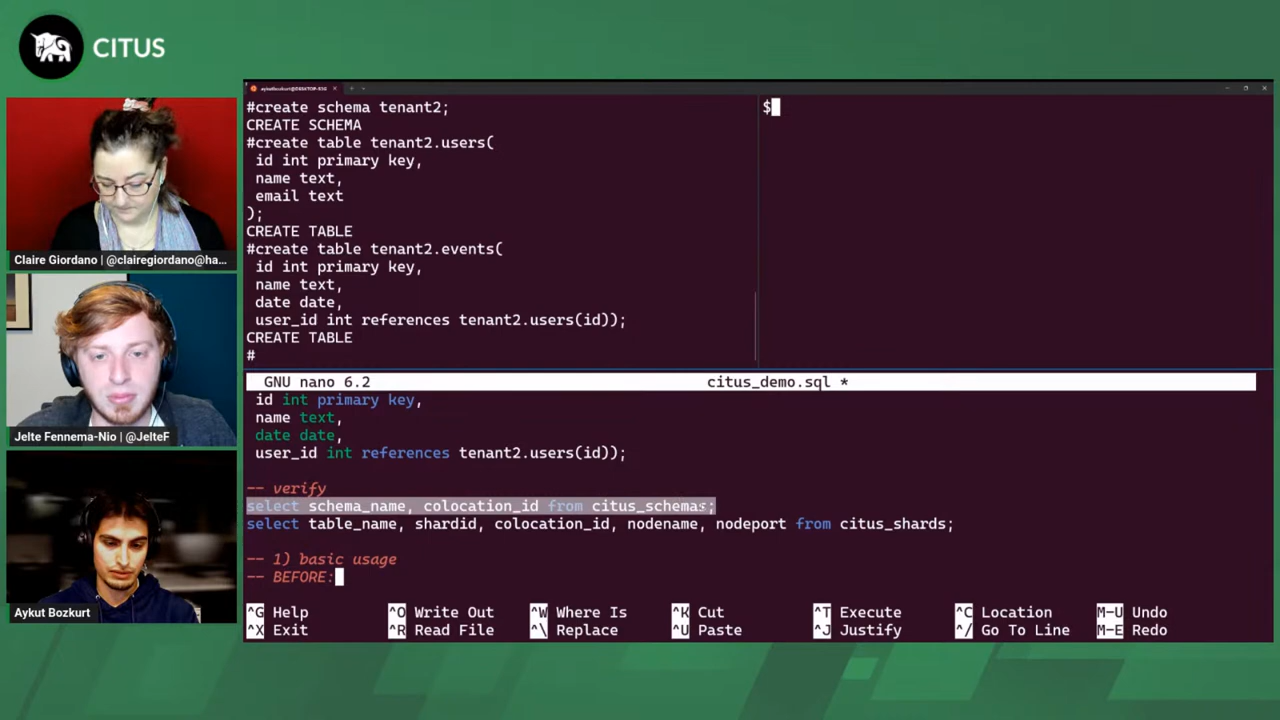 CITUS
Claire Giordano | @clairegiordano@ha...
Jelte Fennema-Nio | @JelteF
Aykut Bozkurt
aykutbozkurt@DESKTOP-
#create schema tenant2;
CREATE SCHEMA
#create table tenant2.users(
id int primary key,
name text,
email text
);
CREATE TABLE
#create table tenant2.events(
id int primary key,
name text,
date date,
user_id int references tenant2.users(id));
CREATE TABLE
#
$
GNU nano 6.2 citus_demo.sql *
id int primary key,
name text,
date date,
user_id int references tenant2.users(id));
-- verify
select schema_name, colocation_id from citus_schemas;
select table_name, shardid, colocation_id, nodename, nodeport from citus_shards;
-- 1) basic usage
-- BEFORE:
^G Help ^O Write Out ^W Where Is ^K Cut ^T Execute ^C Location M-U Undo
^X Exit ^R Read File ^\ Replace ^U Paste ^J Justify ^/ Go To Line M-E Redo